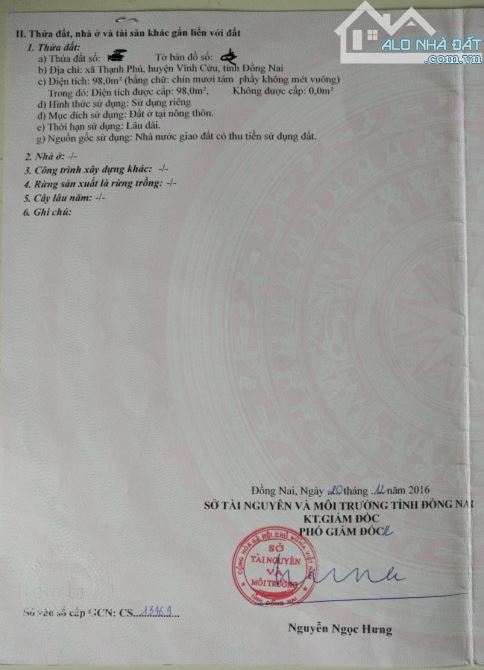 ALO NHÀ ĐẤT
.com.vn
II. Thửa đất, nhà ở và tài sản khác gắn liền với đất
1. Thửa đất:
a) Thửa đất số: Tờ bản đồ số:
b) Địa chỉ: xã Thạnh Phú, huyện Vĩnh Cửu, tỉnh Đồng Nai
c) Diện tích: 98,0m² (bằng chữ: chín mươi tám phẩy không mét vuông)
Trong đó: Diện tích được cấp: 98,0m², Không được cấp: 0,0m²
d) Hình thức sử dụng: Sử dụng riêng
đ) Mục đích sử dụng: Đất ở tại nông thôn.
e) Thời hạn sử dụng: Lâu dài.
g) Nguồn gốc sử dụng: Nhà nước giao đất có thu tiền sử dụng đất.
2. Nhà ở: -/-
3. Công trình xây dựng khác: -/-
4. Rừng sản xuất là rừng trồng: -/-
5. Cây lâu năm: -/-
6. Ghi chú:
Đồng Nai, Ngày 20 tháng 12 năm 2016
SỞ TÀI NGUYÊN VÀ MÔI TRƯỜNG TỈNH ĐỒNG NAI
KT.GIÁM ĐỐC
PHÓ GIÁM ĐỐC
SỞ
TÀI NGUYÊN
VÀ
MÔI TRƯỜNG
TỈNH ĐỒNG NAI
Số vào sổ cấp GCN: CS
Nguyễn Ngọc Hưng